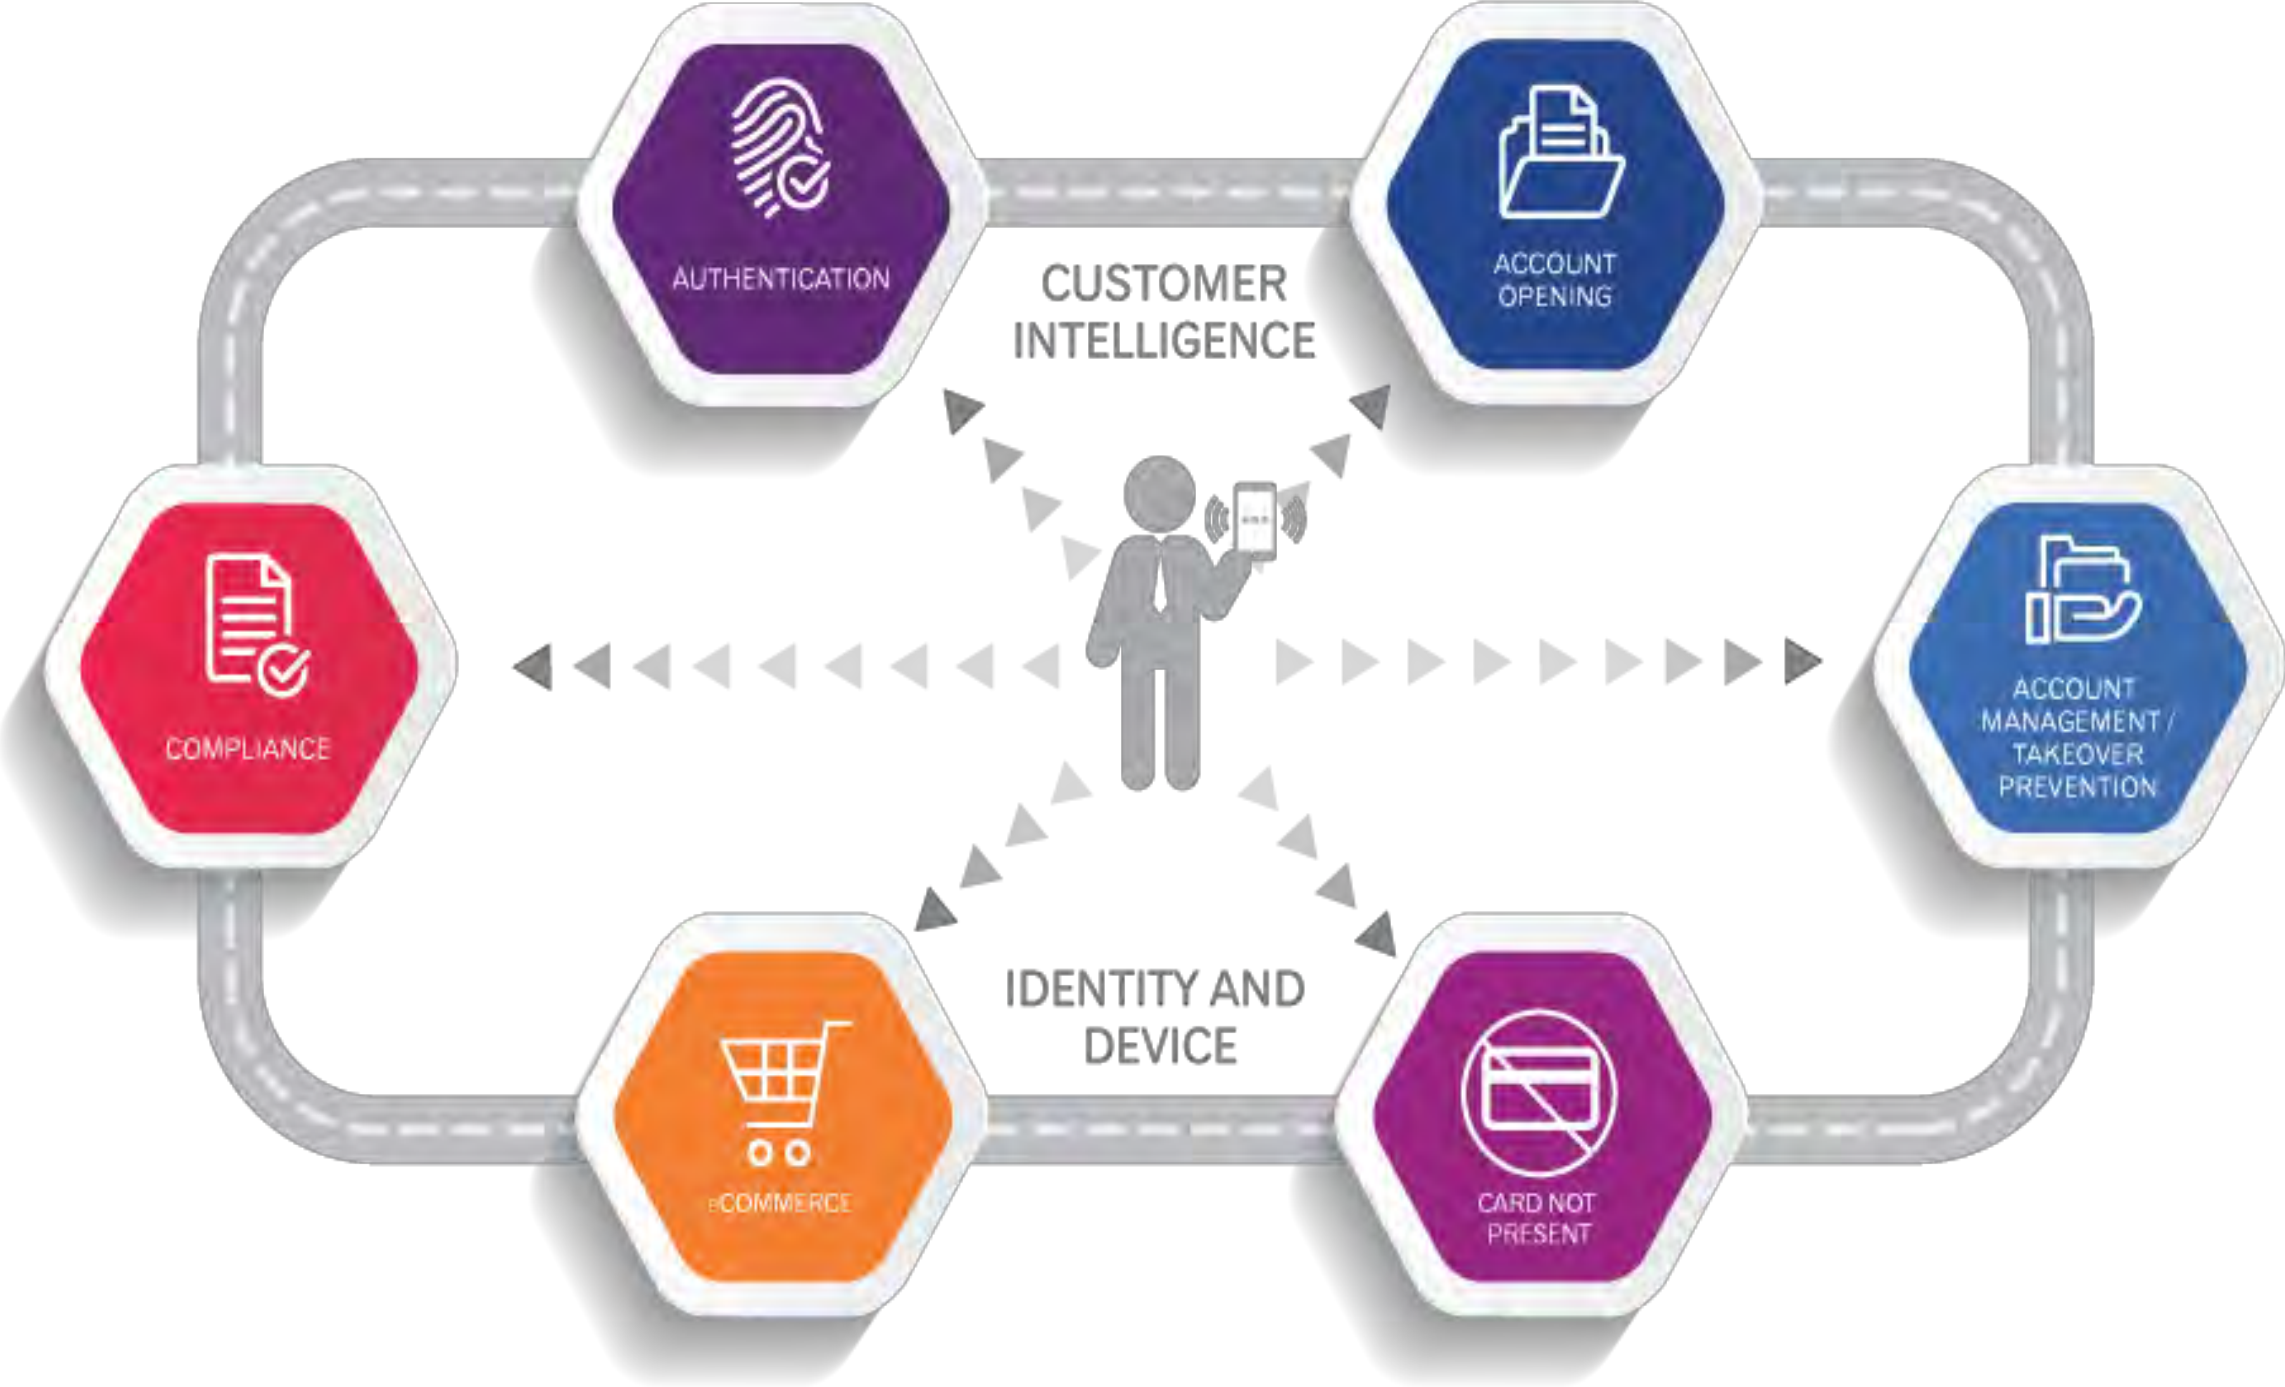 AUTHENTICATION
ACCOUNT
OPENING
CUSTOMER
INTELLIGENCE
COMPLIANCE
ACCOUNT
MANAGEMENT /
TAKEOVER
PREVENTION
IDENTITY AND
DEVICE
eCOMMERCE
CARD NOT
PRESENT